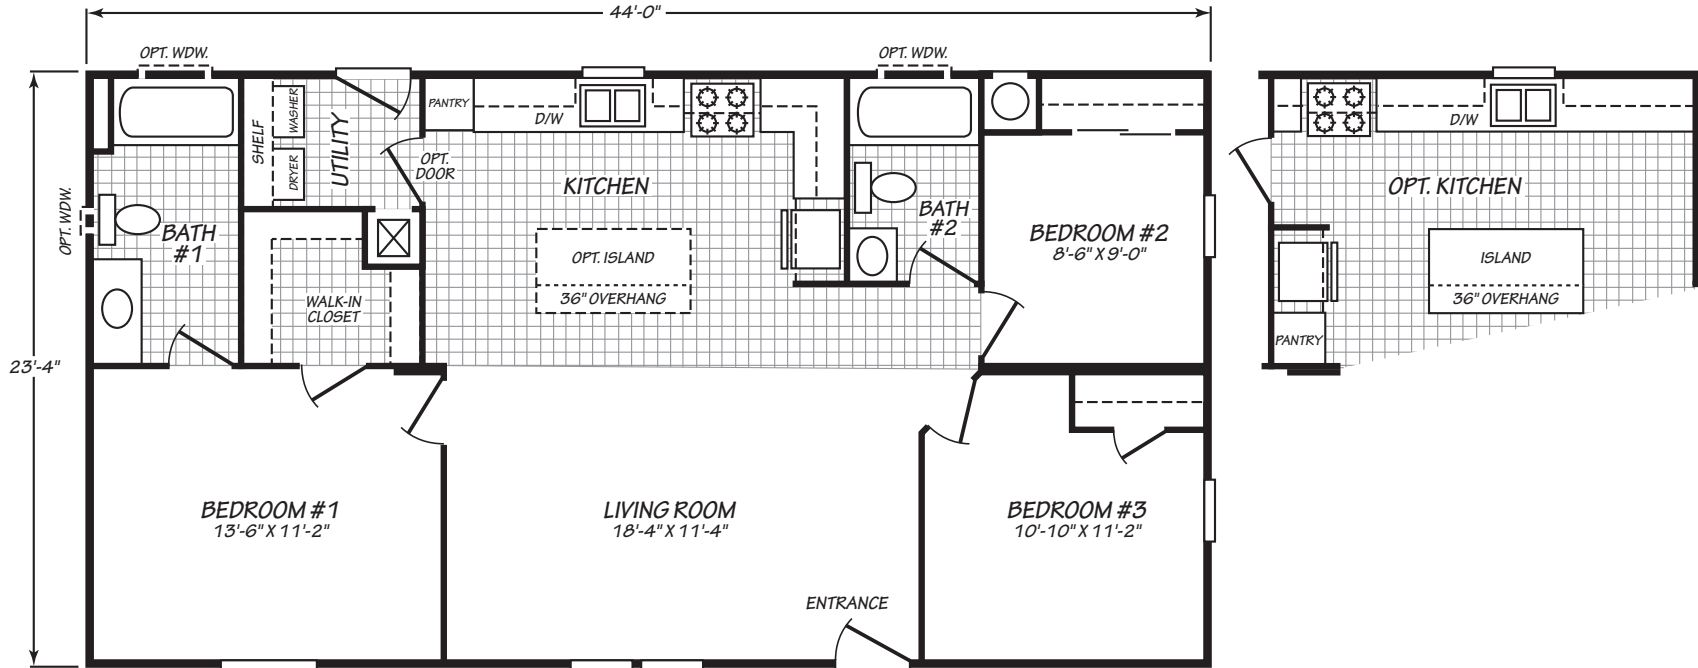 44'-0"
OPT. WDW.
OPT. WDW.
PANTRY
D/W
SHELF
WASHER
DRYER
UTILITY
OPT.
DOOR
KITCHEN
OPT. WDW.
BATH
#1
BATH
#2
BEDROOM #2
8'-6" X 9'-0"
OPT. ISLAND
36" OVERHANG
WALK-IN
CLOSET
23'-4"
BEDROOM #1
13'-6" X 11'-2"
LIVING ROOM
18'-4" X 11'-4"
BEDROOM #3
10'-10" X 11'-2"
ENTRANCE
D/W
OPT. KITCHEN
ISLAND
36" OVERHANG
PANTRY